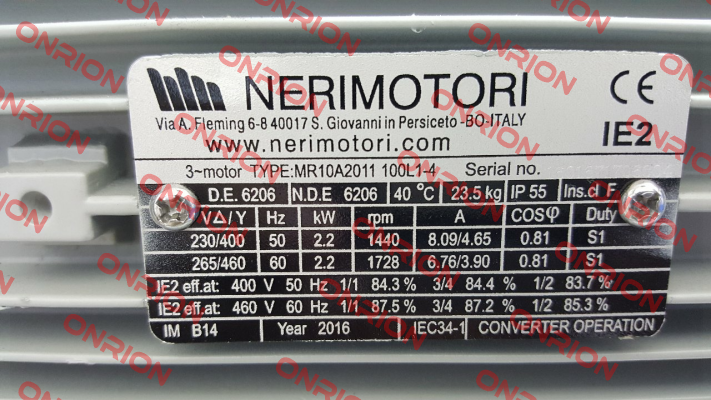 NERIMOTORI
CE
Via A. Fleming 6-8 40017 S. Giovanni in Persiceto -BO-ITALY
IE2
www.nerimotori.com
3~motor TYPE:MR10A2011 100L1-4 Serial no.
D.E. 6206 N.D.E 6206 40 °C 23.5 kg IP 55 Ins.cl F
V△/Y Hz kW rpm A COSφ Duty
230/400 50 2.2 1440 8.09/4.65 0.81 S1
265/460 60 2.2 1728 6.76/3.90 0.81 S1
IE2 eff.at: 400 V 50 Hz 1/1 84.3 % 3/4 84.4 % 1/2 83.7 %
IE2 eff.at: 460 V 60 Hz 1/1 87.5 % 3/4 87.2 % 1/2 85.3 %
IM B14 Year 2016 IEC34-1 CONVERTER OPERATION
ONRION